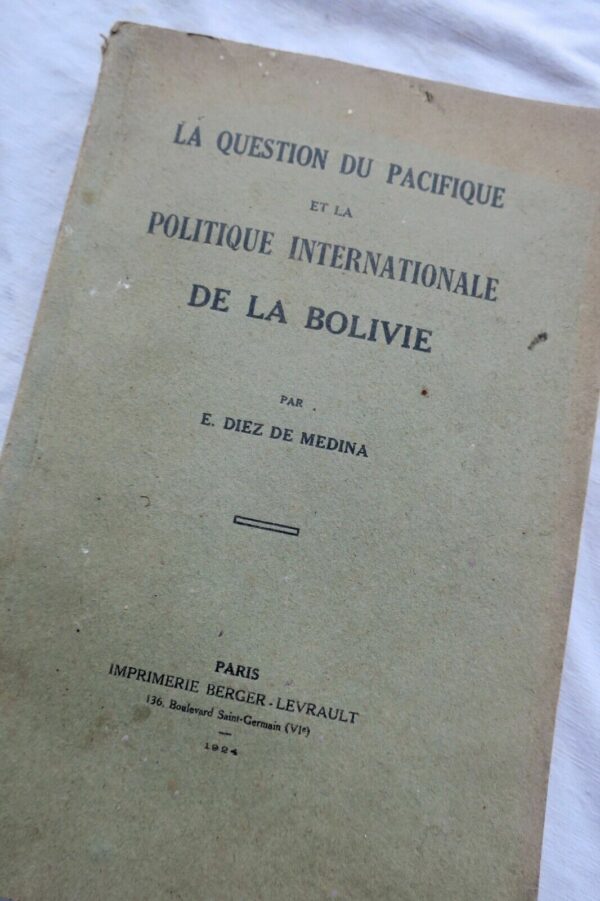 LA QUESTION DU PACIFIQUE
ET LA
POLITIQUE INTERNATIONALE
DE LA BOLIVIE
PAR
E. DIEZ DE MEDINA
PARIS
IMPRIMERIE BERGER-LEVRAULT
136, Boulevard Saint-Germain (VIe)
1924